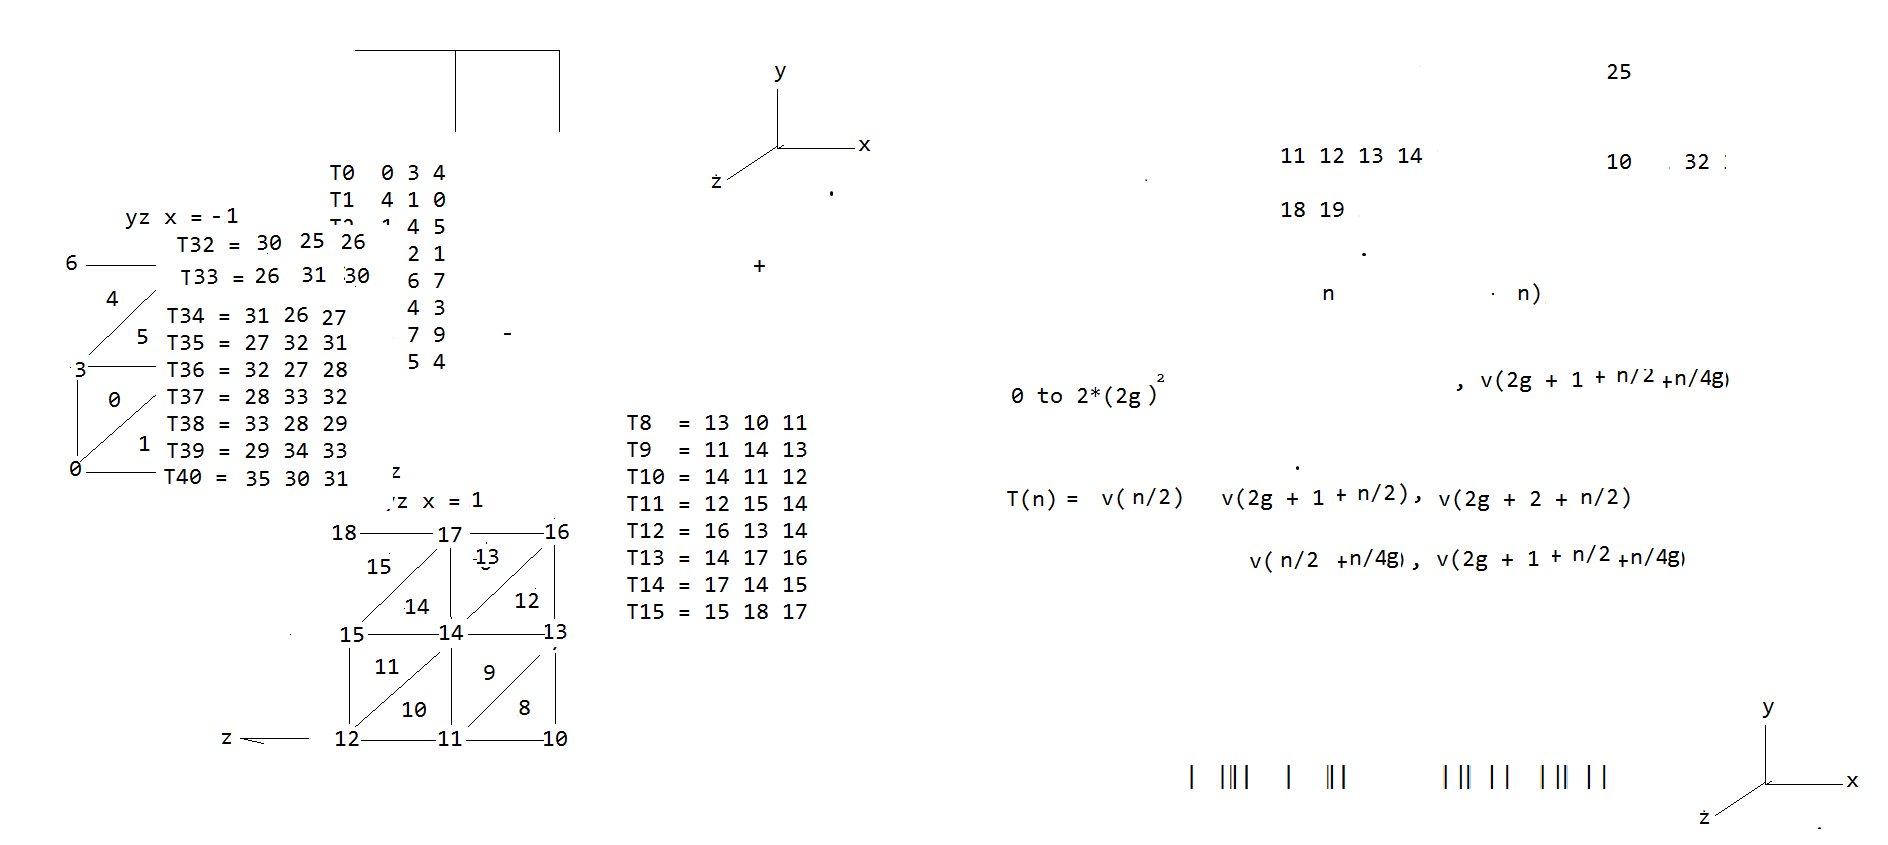 y
x
z
T0 0 3 4
T1 4 1 0
4 5
2 1
6 7
4 3
7 9
5 4
yz x = -1
T32 = 30 25 26
T33 = 26 31 30
T34 = 31 26 27
T35 = 27 32 31
T36 = 32 27 28
T37 = 28 33 32
T38 = 33 28 29
T39 = 29 34 33
T40 = 35 30 31
6
4
5
3
0
1
0
+
-
z
yz x = 1
18 17 16
15 13
14 12
15 14 13
11 9
10 8
z 12 11 10
T8 = 13 10 11
T9 = 11 14 13
T10 = 14 11 12
T11 = 12 15 14
T12 = 16 13 14
T13 = 14 17 16
T14 = 17 14 15
T15 = 15 18 17
25
11 12 13 14
10 32
18 19
n n)
, v(2g + 1 + n/2 +n/4g)
0 to 2*(2g)²
T(n) = v(n/2) v(2g + 1 + n/2), v(2g + 2 + n/2)
v(n/2 +n/4g), v(2g + 1 + n/2 +n/4g)
y
x
z